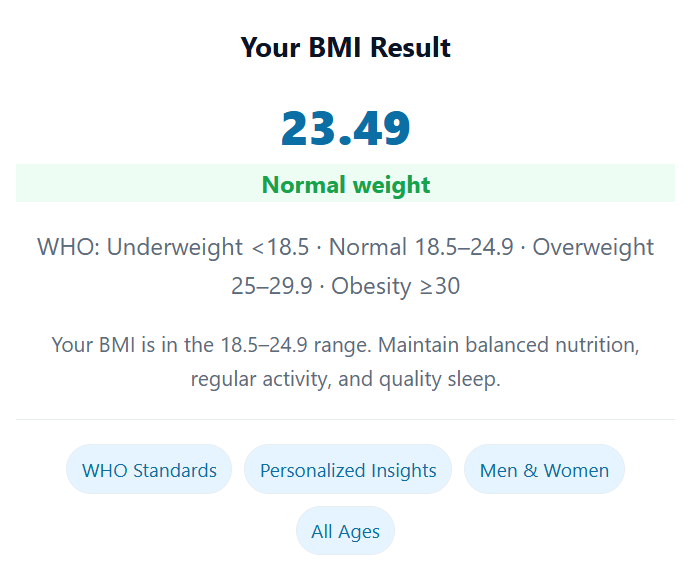 Your BMI Result
23.49
Normal weight
WHO: Underweight <18.5 · Normal 18.5–24.9 · Overweight
25–29.9 · Obesity ≥30
Your BMI is in the 18.5–24.9 range. Maintain balanced nutrition,
regular activity, and quality sleep.
WHO Standards
Personalized Insights
Men & Women
All Ages